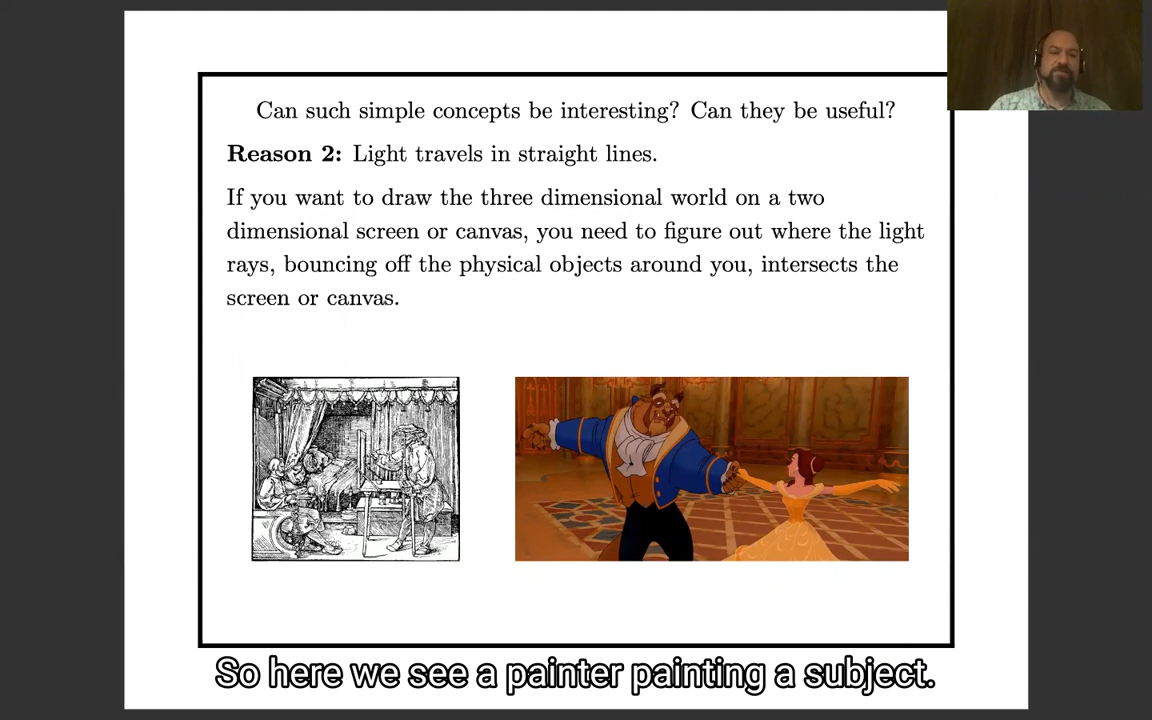 Can such simple concepts be interesting? Can they be useful?
Reason 2: Light travels in straight lines.
If you want to draw the three dimensional world on a two
dimensional screen or canvas, you need to figure out where the light
rays, bouncing off the physical objects around you, intersects the
screen or canvas.
So here we see a painter painting a subject.